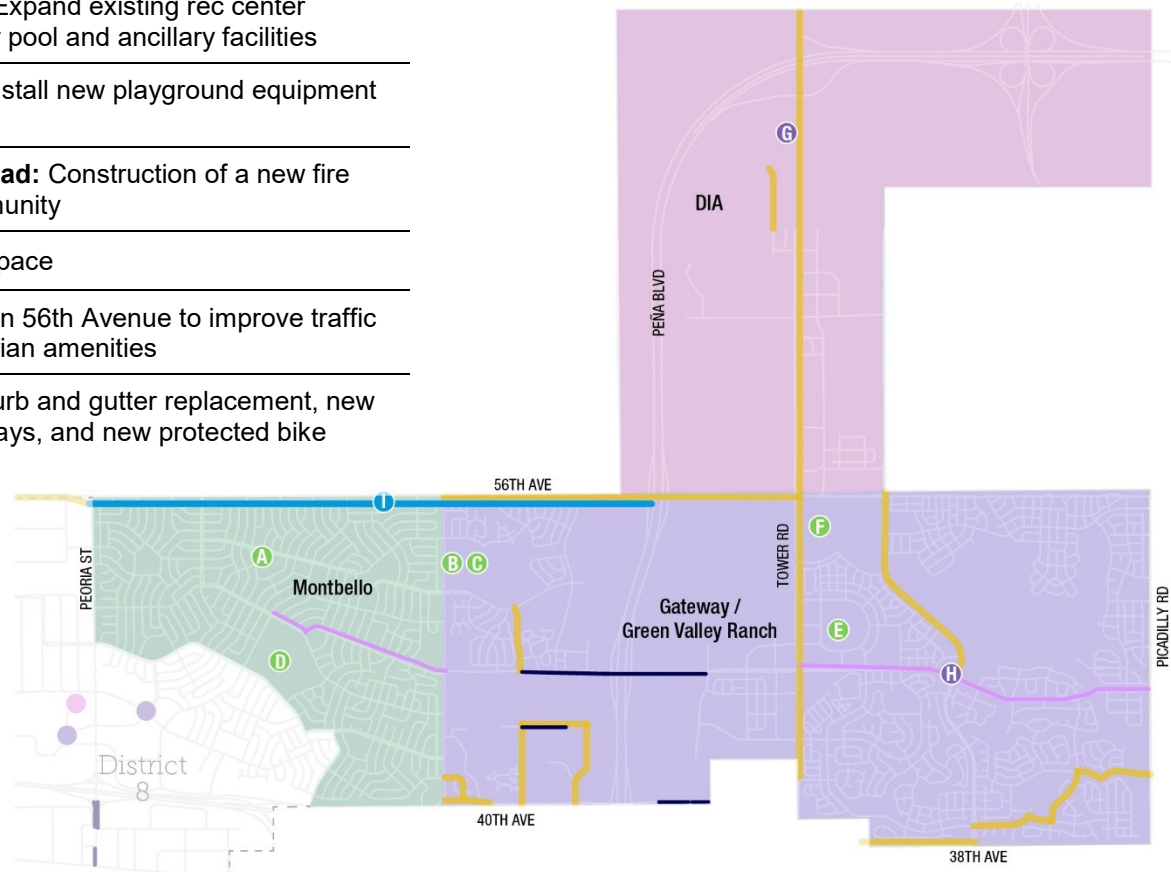 Expand existing rec center
pool and ancillary facilities
stall new playground equipment
ad: Construction of a new fire
munity
pace
n 56th Avenue to improve traffic
ian amenities
urb and gutter replacement, new
ays, and new protected bike
G
DIA
PEÑA BLVD
56TH AVE
I
PEORIA ST
A
Montbello
B C
D
TOWER RD
F
Gateway /
Green Valley Ranch
E
H
PICADILLY RD
District
8
40TH AVE
38TH AVE